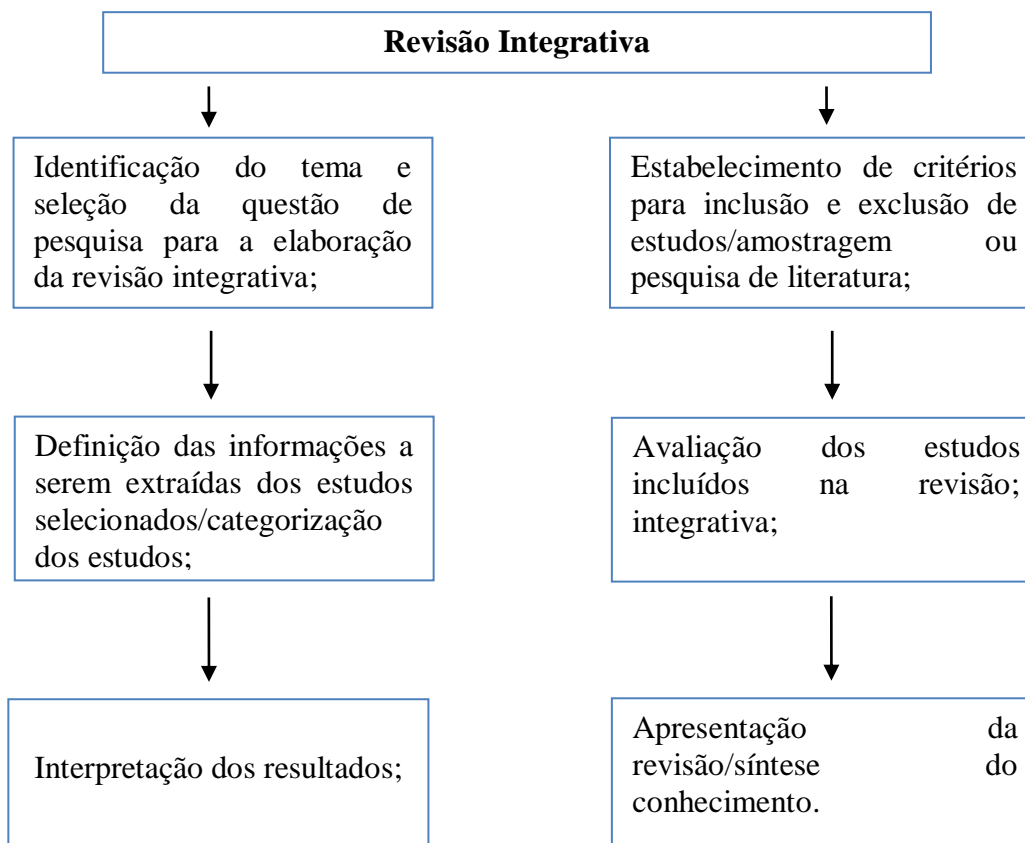 Revisão Integrativa
Identificação do tema e
seleção da questão de
pesquisa para a elaboração
da revisão integrativa;
Estabelecimento de critérios
para inclusão e exclusão de
estudos/amostragem ou
pesquisa de literatura;
Definição das informações a
serem extraídas dos estudos
selecionados/categorização
dos estudos;
Avaliação dos estudos
incluídos na revisão;
integrativa;
Interpretação dos resultados;
Apresentação da
revisão/síntese do
conhecimento.